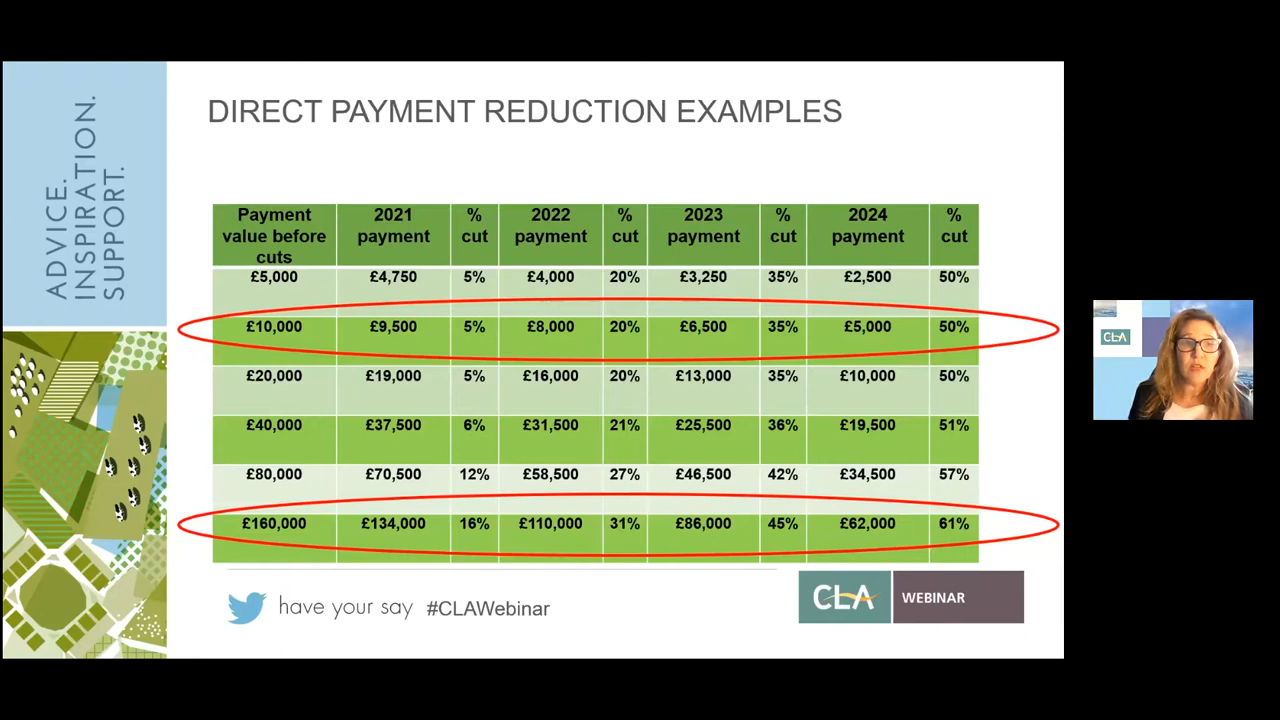 ADVICE.
INSPIRATION.
SUPPORT.
DIRECT PAYMENT REDUCTION EXAMPLES
Payment value before cuts 2021 payment % cut 2022 payment % cut 2023 payment % cut 2024 payment % cut
£5,000 £4,750 5% £4,000 20% £3,250 35% £2,500 50%
£10,000 £9,500 5% £8,000 20% £6,500 35% £5,000 50%
£20,000 £19,000 5% £16,000 20% £13,000 35% £10,000 50%
£40,000 £37,500 6% £31,500 21% £25,500 36% £19,500 51%
£80,000 £70,500 12% £58,500 27% £46,500 42% £34,500 57%
£160,000 £134,000 16% £110,000 31% £86,000 45% £62,000 61%
have your say #CLAWebinar
CLA WEBINAR
CLA